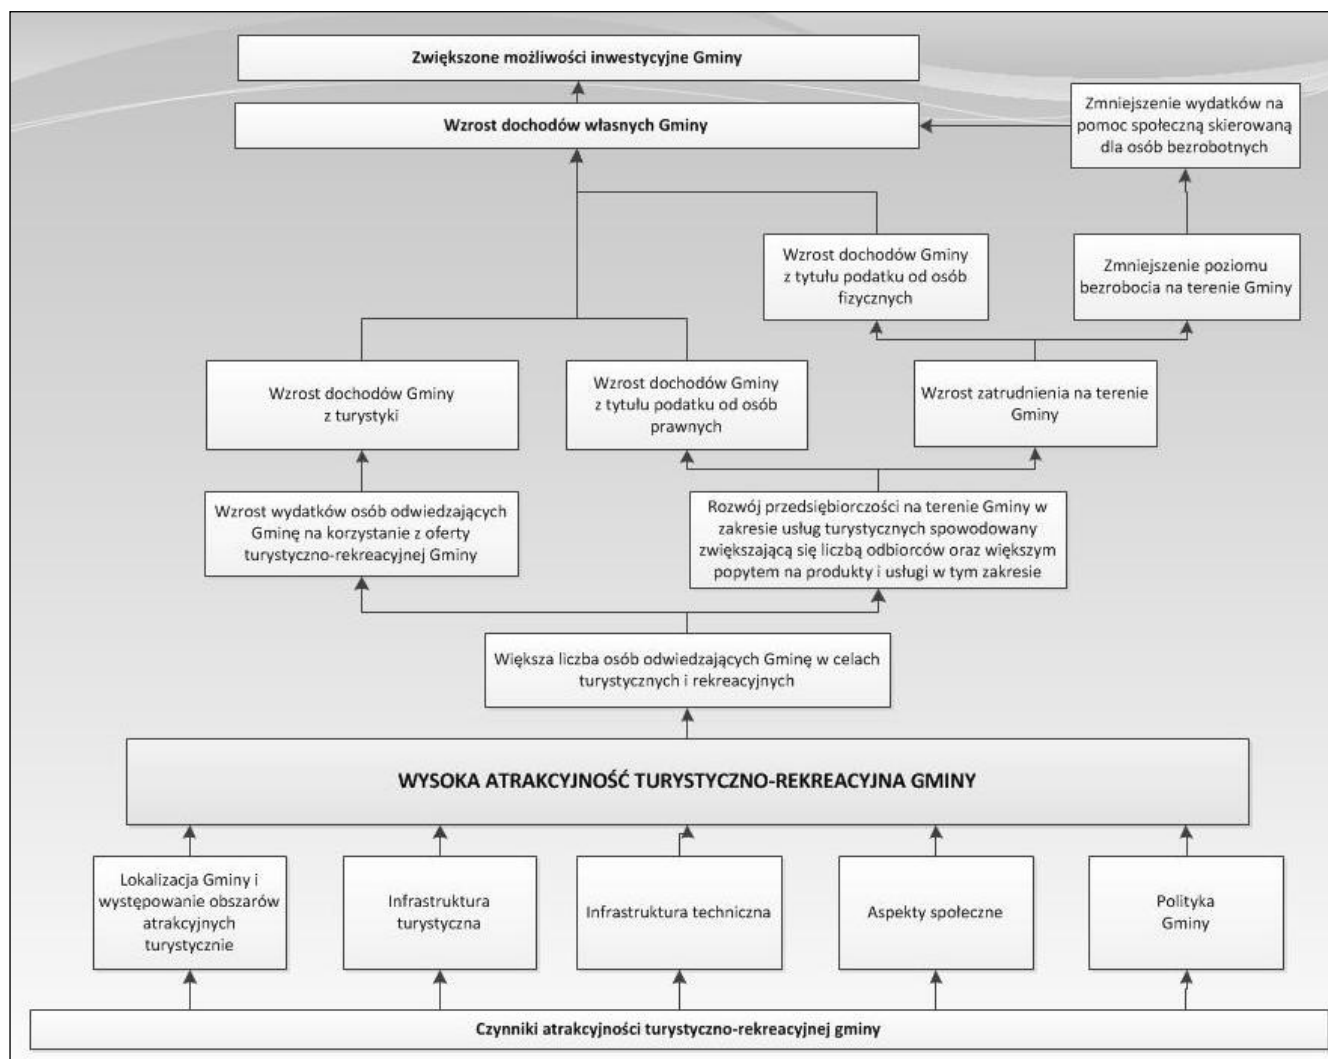 Zwiększone możliwości inwestycyjne Gminy
Wzrost dochodów własnych Gminy
Zmniejszenie wydatków na
pomoc społeczną skierowaną
dla osób bezrobotnych
Wzrost dochodów Gminy
z tytułu podatku od osób
fizycznych
Zmniejszenie poziomu
bezrobocia na terenie Gminy
Wzrost dochodów Gminy
z turystyki
Wzrost dochodów Gminy
z tytułu podatku od osób
prawnych
Wzrost zatrudnienia na terenie
Gminy
Wzrost wydatków osób odwiedzających
Gminę na korzystanie z oferty
turystyczno-rekreacyjnej Gminy
Rozwój przedsiębiorczości na terenie Gminy w
zakresie usług turystycznych spowodowany
zwiększającą się liczbą odbiorców oraz większym
popytem na produkty i usługi w tym zakresie
Większa liczba osób odwiedzających Gminę w celach
turystycznych i rekreacyjnych
WYSOKA ATRAKCYJNOŚĆ TURYSTYCZNO-REKREACYJNA GMINY
Lokalizacja Gminy i
występowanie obszarów
atrakcyjnych
turystycznie
Infrastruktura
turystyczna
Infrastruktura techniczna
Aspekty społeczne
Polityka
Gminy
Czynniki atrakcyjności turystyczno-rekreacyjnej gminy